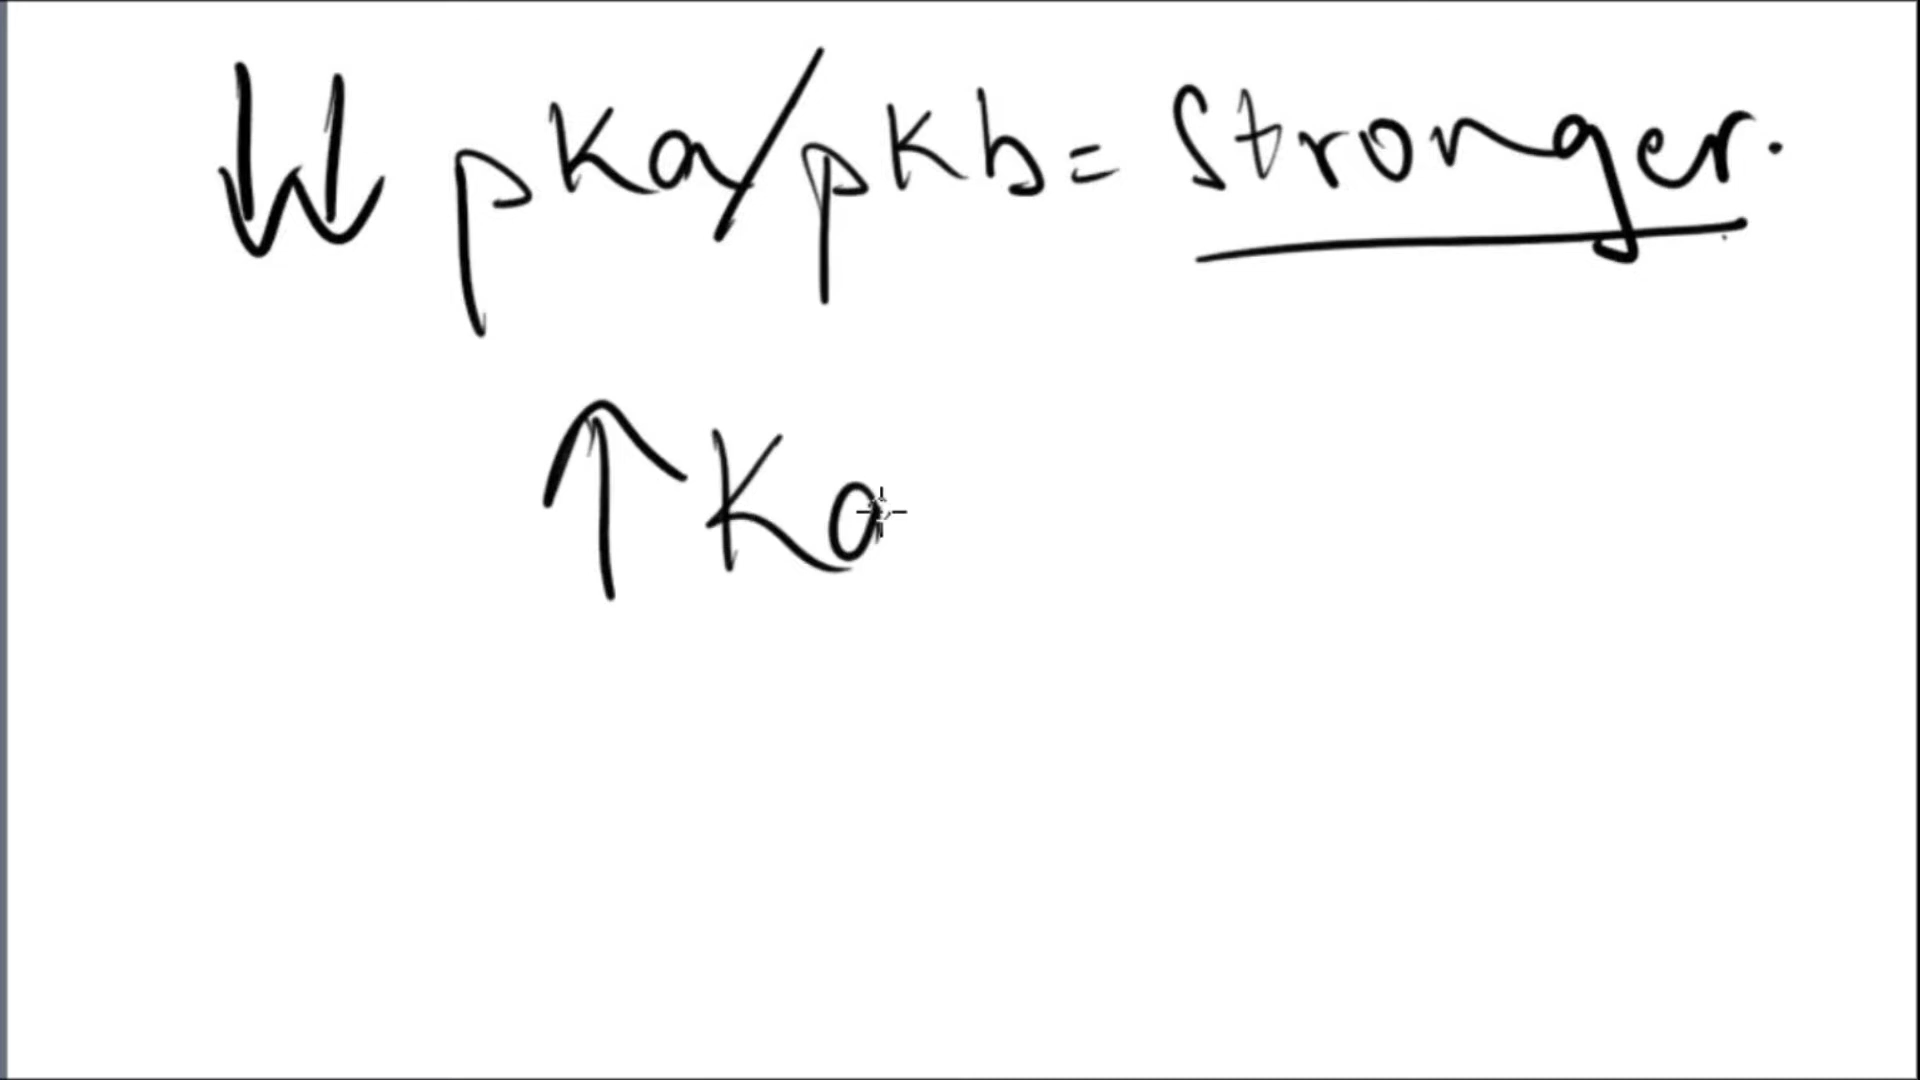 ↓↓ pKa/pKb = Stronger.
↑ Ka